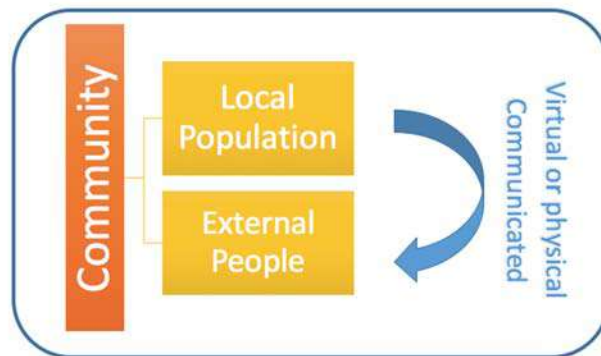 Community
Local
Population
External
People
Virtual or physical
Communicated